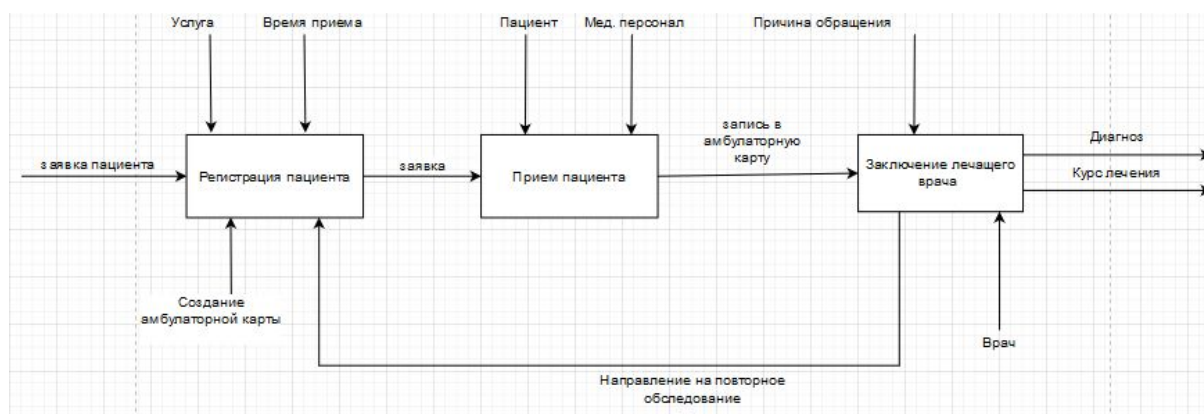 Услуга
Время приема
Пациент
Мед. персонал
Причина обращения
заявка пациента
Регистрация пациента
заявка
Прием пациента
запись в
амбулаторную
карту
Заключение лечащего
врача
Диагноз
Курс лечения
Создание
амбулаторной карты
Врач
Направление на повторное
обследование